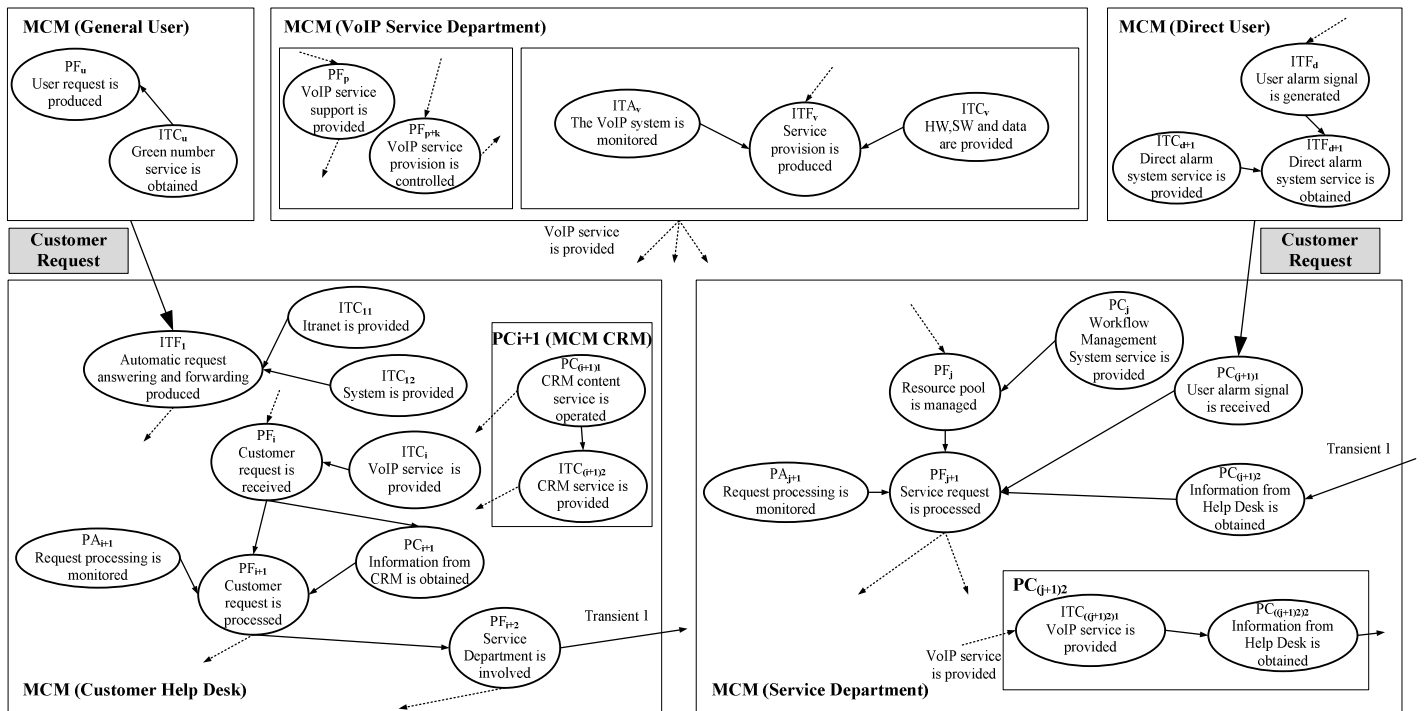 MCM (General User)
PFu
User request is
produced
ITCu
Green number
service is
obtained
MCM (VoIP Service Department)
PFp
VoIP service
support is
provided
PFp+k
VoIP service
provision is
controlled
ITAv
The VoIP system is
monitored
ITFv
Service
provision is
produced
ITCv
HW,SW and data
are provided
MCM (Direct User)
ITFd
User alarm signal
is generated
ITCd+1
Direct alarm
system service is
provided
ITFd+1
Direct alarm
system service is
obtained
Customer
Request
VoIP service
is provided
Customer
Request
ITF1
Automatic request
answering and forwarding
produced
ITC11
Itranet is provided
ITC12
System is provided
PFi
Customer
request is
received
ITCi
VoIP service is
provided
PCi+1 (MCM CRM)
PC(i+1)1
CRM content
service is
operated
ITC(i+1)2
CRM service is
provided
PAi+1
Request processing is
monitored
PFi+1
Customer
request is
processed
PCi+1
Information from
CRM is obtained
PFi+2
Service
Department is
involved
Transient 1
MCM (Customer Help Desk)
PCj
Workflow
Management
System service is
provided
PFj
Resource pool
is managed
PC(j+1)1
User alarm signal
is received
Transient 1
PAj+1
Request processing is
monitored
PFj+1
Service request
is processed
PC(j+1)2
Information from
Help Desk is
obtained
PC(j+1)2
ITC((j+1)2)1
VoIP service is
provided
PC((j+1)2)2
Information from
Help Desk is
obtained
VoIP service
is provided
MCM (Service Department)